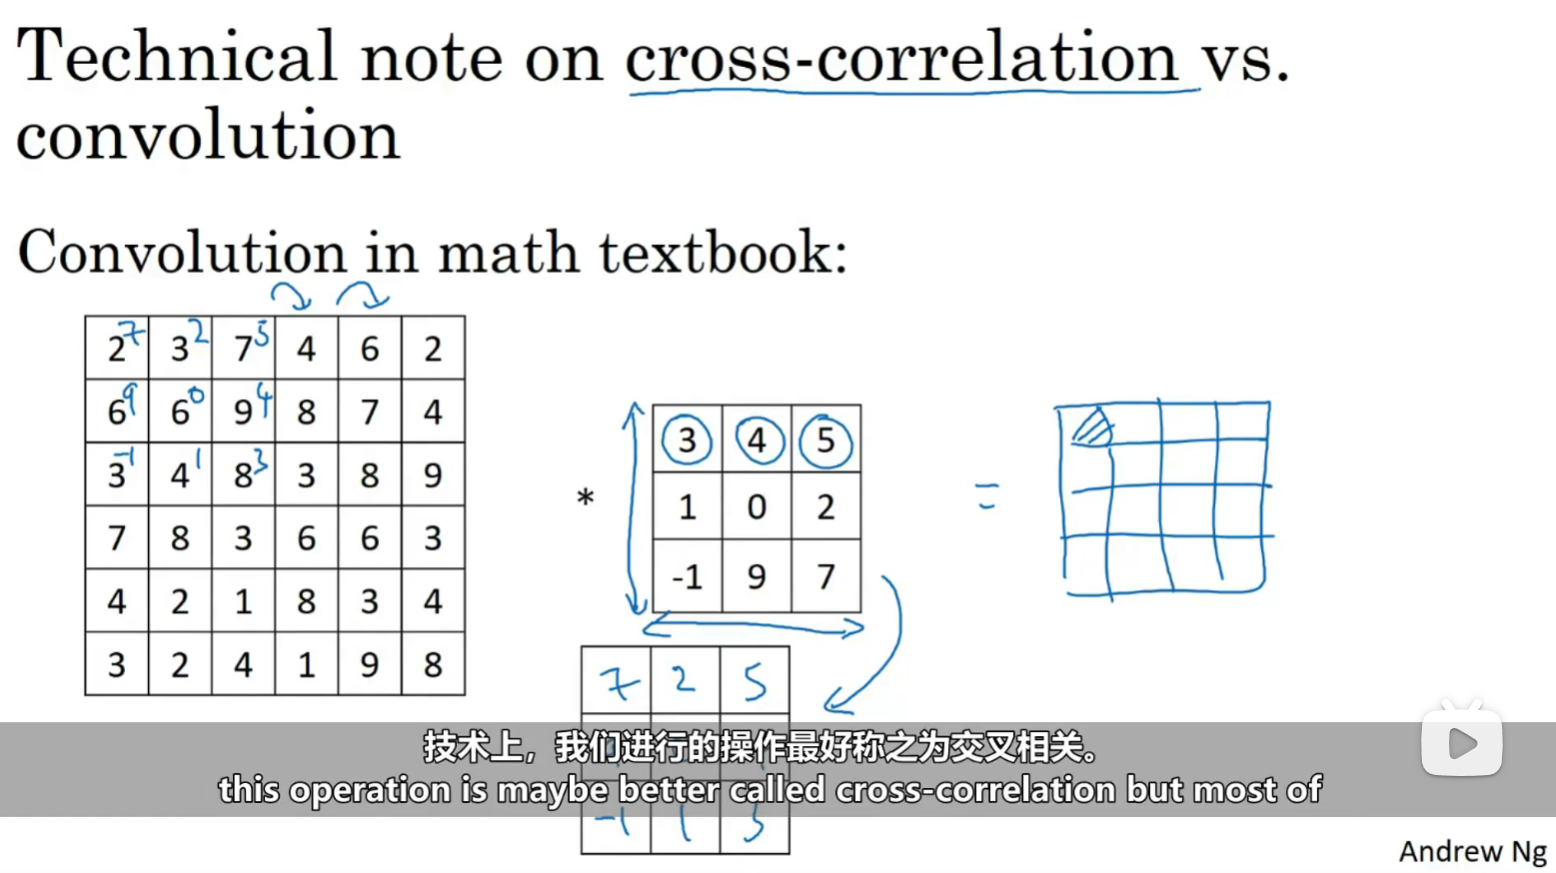 Technical note on cross-correlation vs.
convolution
Convolution in math textbook:
2 7 3 2 7 5 4 6 2
6 9 6 0 9 4 8 7 4
3 -1 4 1 8 3 3 8 9
7 8 3 6 6 3
4 2 1 8 3 4
3 2 4 1 9 8
*
3 4 5
1 0 2
-1 9 7
=
7 2 5
-1 1 3
技术上，我们进行的操作最好称之为交叉相关。
this operation is maybe better called cross-correlation but most of
Andrew Ng